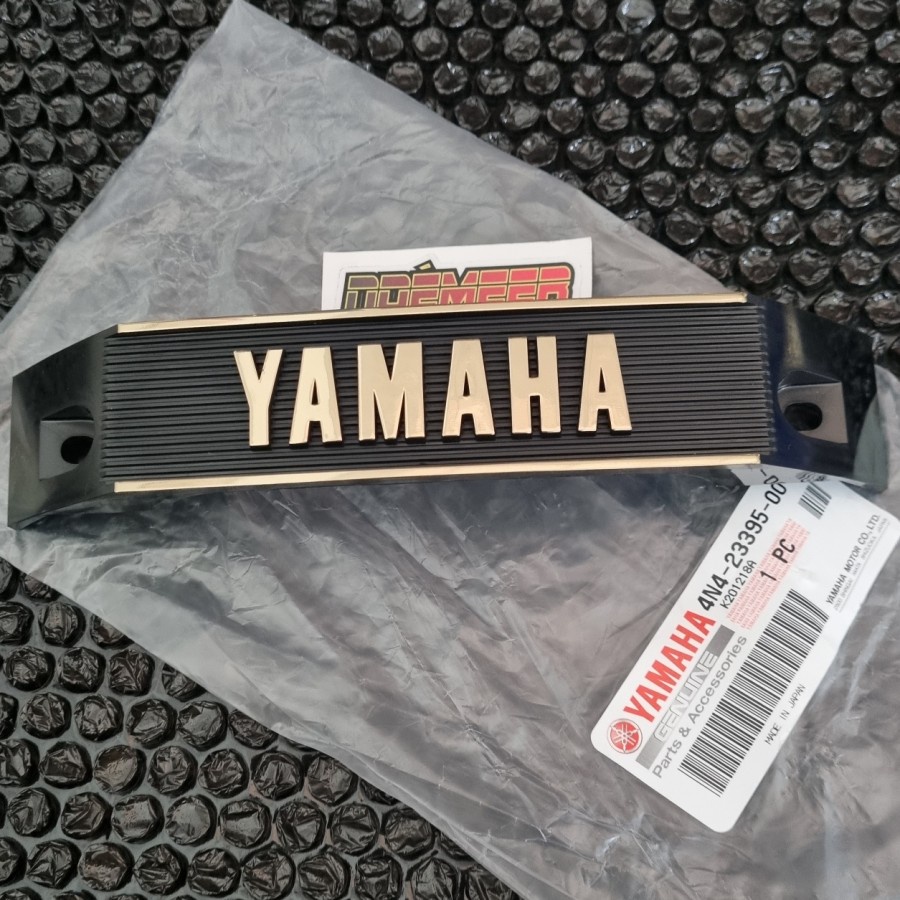 YAMAHA
YAMAHA
4N4-23395-00
K201218A
1 PC
GENUINE
Parts & Accessories
YAMAHA MOTOR CO.,LTD.
MADE IN JAPAN